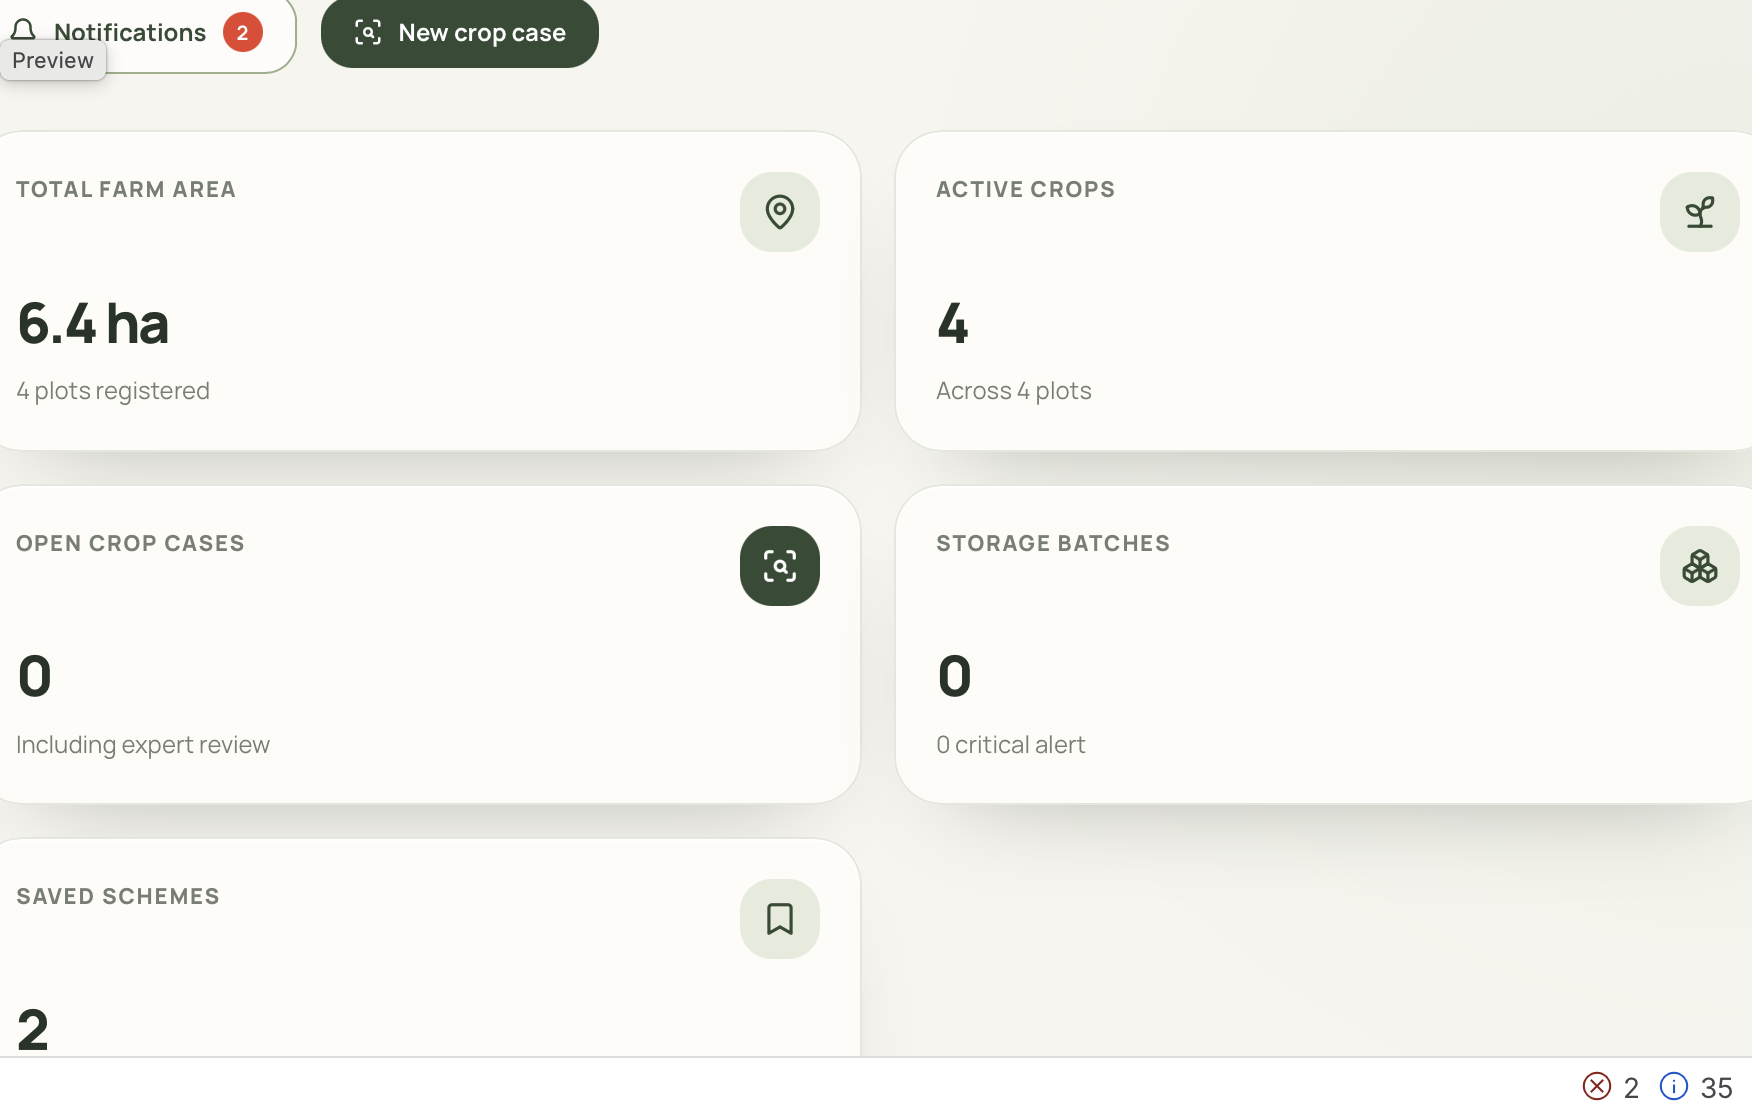 Notifications 2 New crop case
Preview
TOTAL FARM AREA
6.4 ha
4 plots registered
ACTIVE CROPS
4
Across 4 plots
OPEN CROP CASES
0
Including expert review
STORAGE BATCHES
0
0 critical alert
SAVED SCHEMES
2
2 35